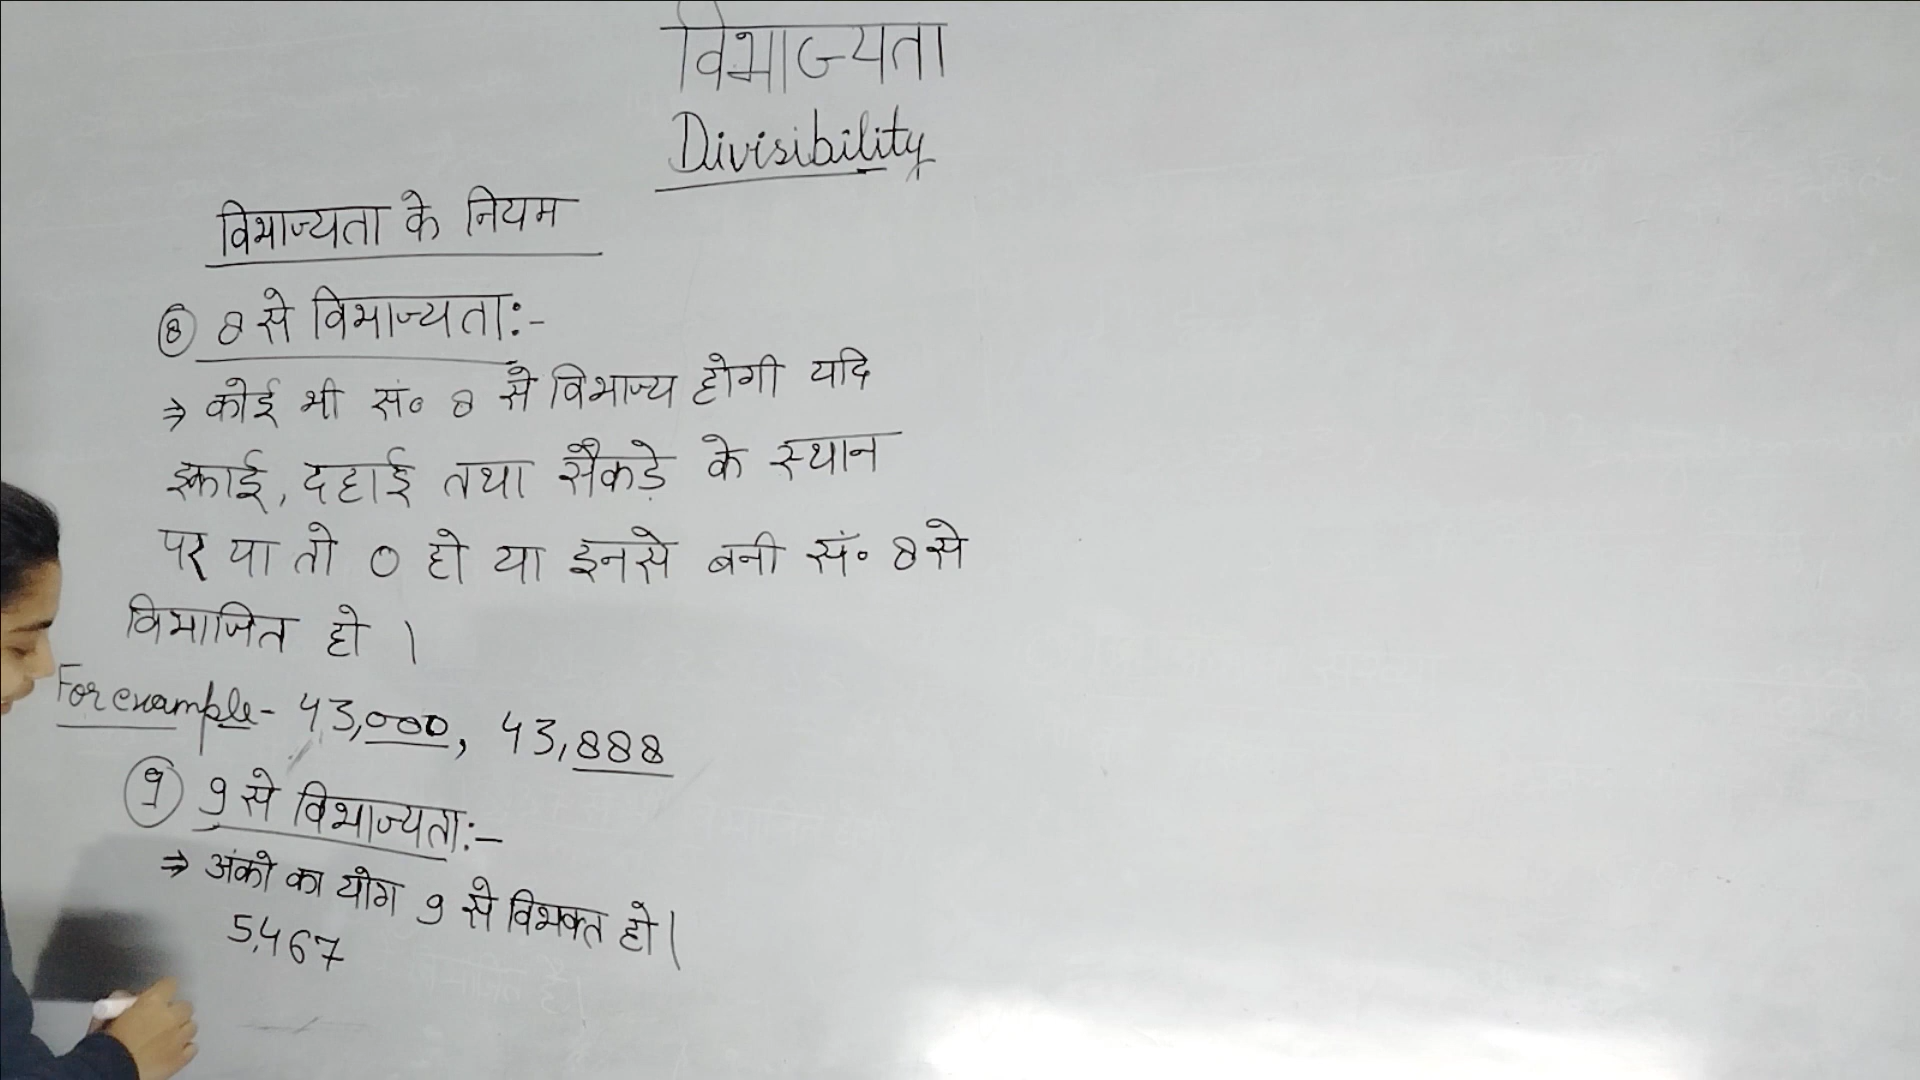 विभाज्यता
Divisibility
विभाज्यता के नियम
⑧ 8 से विभाज्यता:-
⇒ कोई भी सं० 8 से विभाज्य होगी यदि
इकाई, दहाई तथा सैकड़े के स्थान
पर या तो 0 हो या इनसे बनी सं० 8 से
विभाजित हो ।
For example- 43,000, 43,888
⑨ 9 से विभाज्यता:-
⇒ अंको का योग 9 से विभक्त हो।
5,467